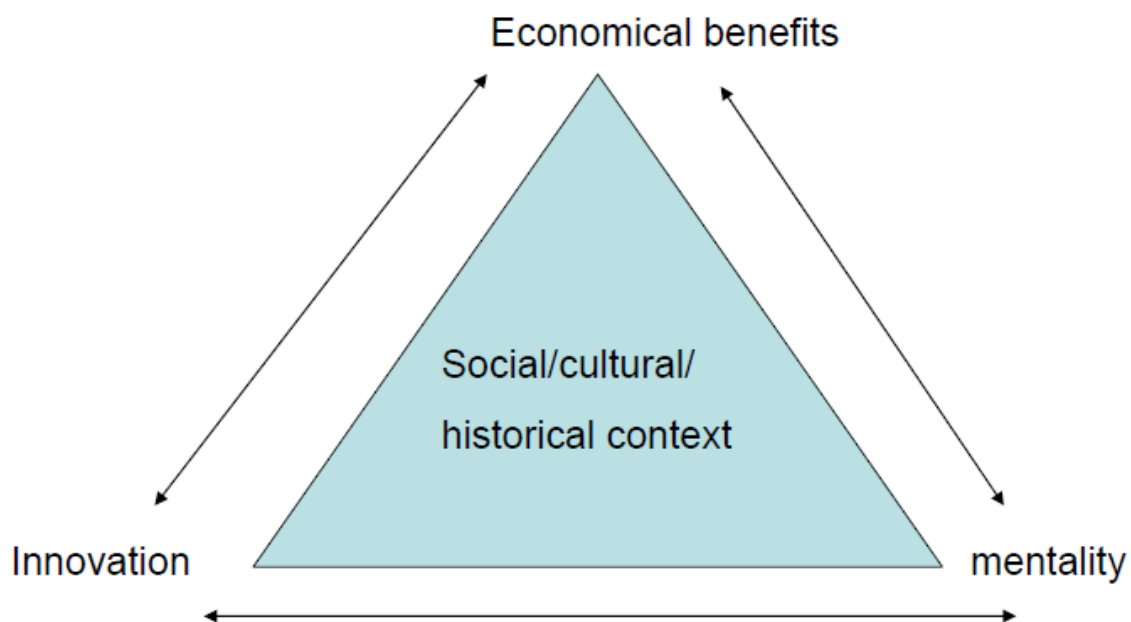 Economical benefits
Social/cultural/
historical context
Innovation
mentality